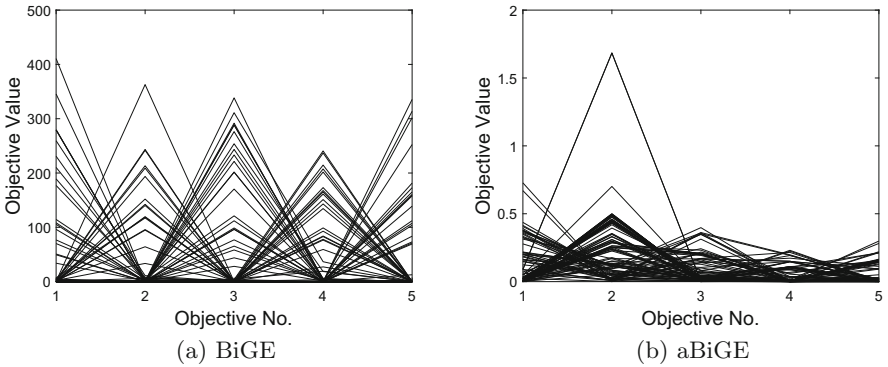 500
400
300
200
100
0
Objective Value
1 2 3 4 5
Objective No.
(a) BiGE
2
1.5
1
0.5
0
Objective Value
1 2 3 4 5
Objective No.
(b) aBiGE